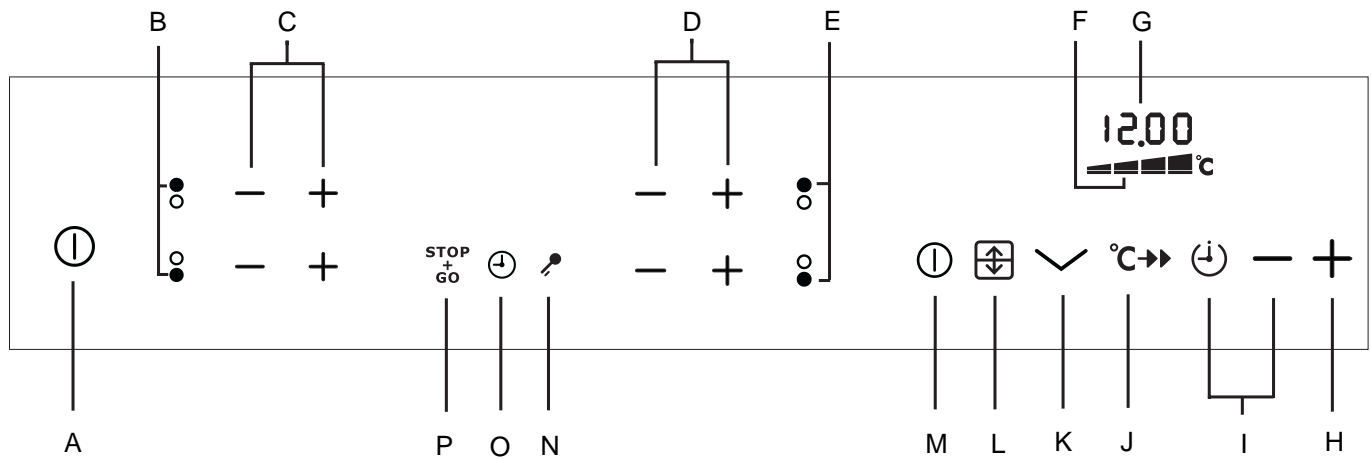 B C D E F G
12.00
°C
STOP
+
GO
°C
A P O N M L K J I H